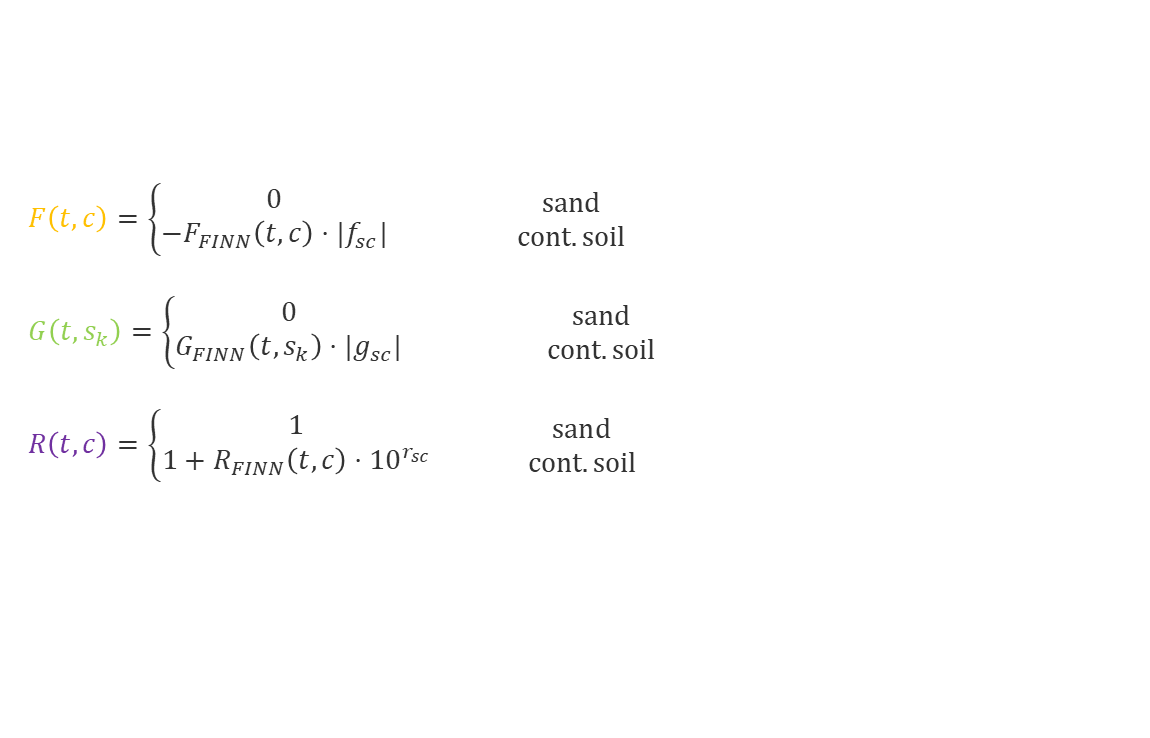 F(t, c) = { 0 sand
−F_FINN(t, c) · |f_sc| cont. soil
G(t, s_k) = { 0 sand
G_FINN(t, s_k) · |g_sc| cont. soil
R(t, c) = { 1 sand
1 + R_FINN(t, c) · 10^{r_sc} cont. soil